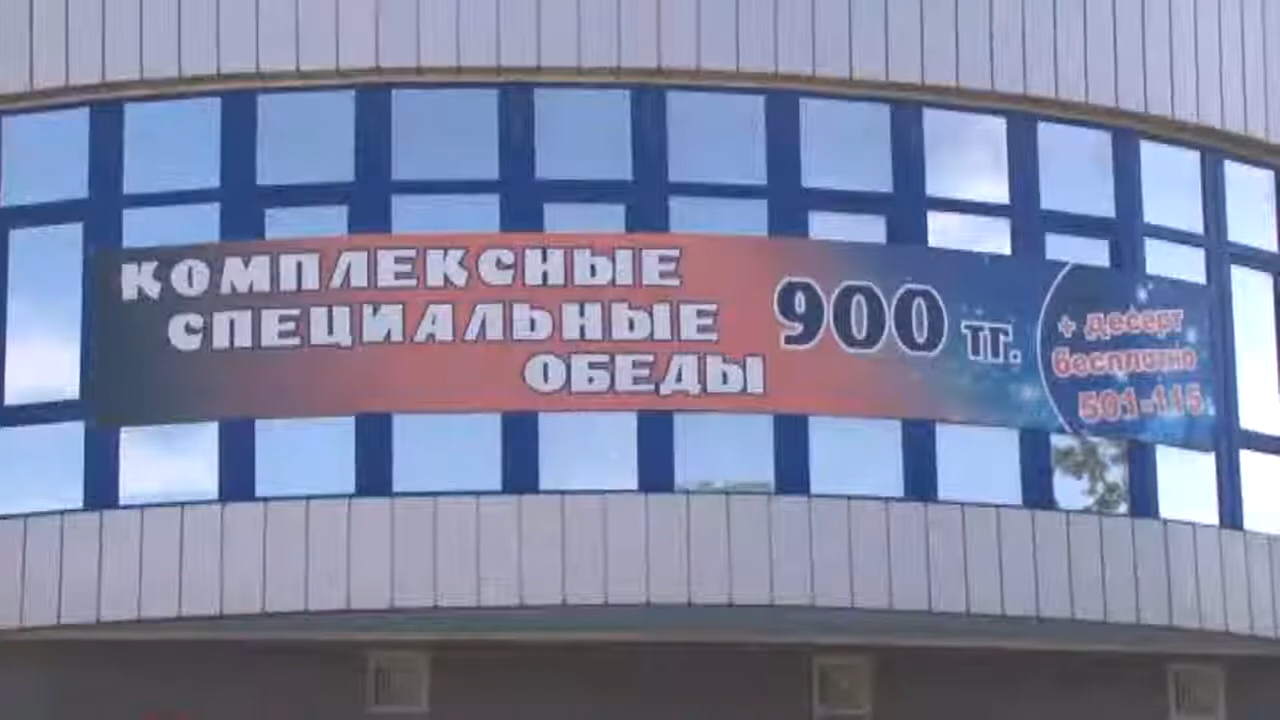 КОМПЛЕКСНЫЕ
СПЕЦИАЛЬНЫЕ
ОБЕДЫ
900 тг.
+ десерт
бесплатно
501-115